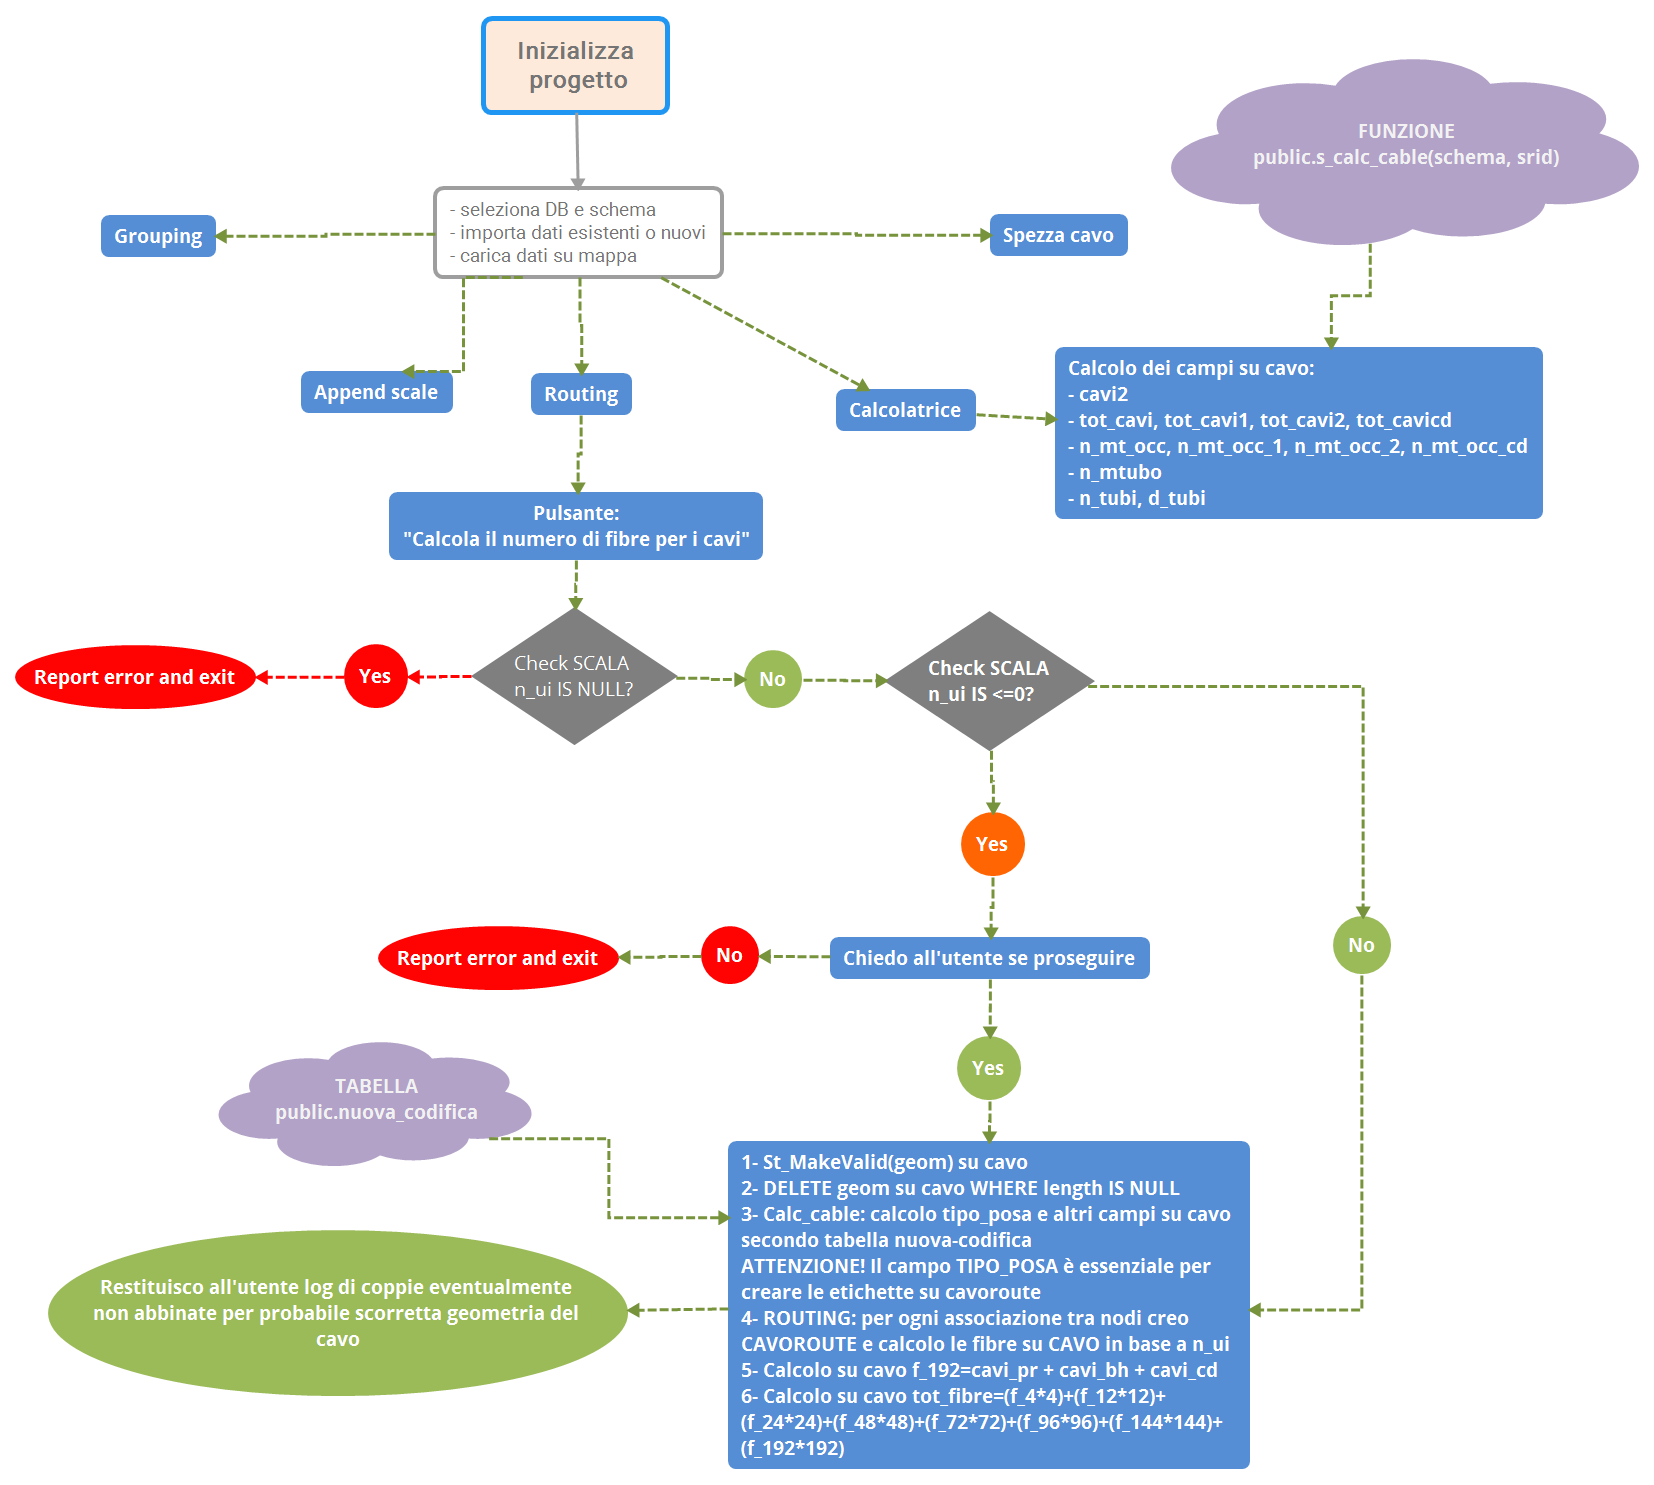 Inizializza
progetto
FUNZIONE
public.s_calc_cable(schema, srid)
- seleziona DB e schema
- importa dati esistenti o nuovi
- carica dati su mappa
Grouping
Spezza cavo
Append scale
Routing
Calcolatrice
Calcolo dei campi su cavo:
- cavi2
- tot_cavi, tot_cavi1, tot_cavi2, tot_cavicd
- n_mt_occ, n_mt_occ_1, n_mt_occ_2, n_mt_occ_cd
- n_mtubo
- n_tubi, d_tubi
Pulsante:
"Calcola il numero di fibre per i cavi"
Report error and exit
Yes
Check SCALA
n_ui IS NULL?
No
Check SCALA
n_ui IS <=0?
Yes
No
Report error and exit
No
Chiedo all'utente se proseguire
Yes
TABELLA
public.nuova_codifica
1- St_MakeValid(geom) su cavo
2- DELETE geom su cavo WHERE length IS NULL
3- Calc_cable: calcolo tipo_posa e altri campi su cavo
secondo tabella nuova-codifica
ATTENZIONE! Il campo TIPO_POSA è essenziale per
creare le etichette su cavoroute
4- ROUTING: per ogni associazione tra nodi creo
CAVOROUTE e calcolo le fibre su CAVO in base a n_ui
5- Calcolo su cavo f_192=cavi_pr + cavi_bh + cavi_cd
6- Calcolo su cavo tot_fibre=(f_4*4)+(f_12*12)+
(f_24*24)+(f_48*48)+(f_72*72)+(f_96*96)+(f_144*144)+
(f_192*192)
Restituisco all'utente log di coppie eventualmente
non abbinate per probabile scorretta geometria del
cavo